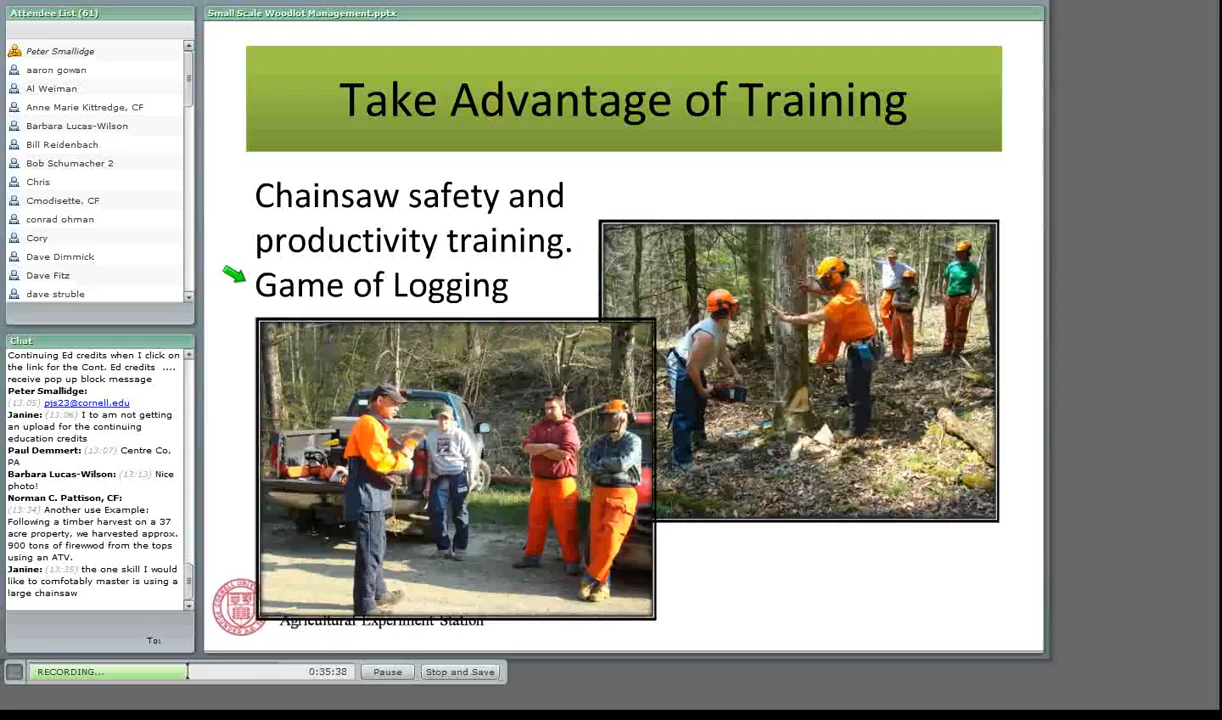 Attendee List (61)
Peter Smallidge
aaron gowan
Al Weiman
Anne Marie Kittredge, CF
Barbara Lucas-Wilson
Bill Reidenbach
Bob Schumacher 2
Chris
Cmodisette, CF
conrad ohman
Cory
Dave Dimmick
Dave Fitz
dave struble
Chat
Continuing Ed credits when I click on
the link for the Cont. Ed credits ....
receive pop up block message
Peter Smallidge:
(13:05) pjs23@cornell.edu
Janine: (13:06) I to am not getting
an upload for the continuing
education credits
Paul Demmert: (13:07) Centre Co,
PA
Barbara Lucas-Wilson: (13:13) Nice
photo!
Norman C. Pattison, CF:
(13:34) Another use Example:
Following a timber harvest on a 37
acre property, we harvested approx.
900 tons of firewwod from the tops
using an ATV.
Janine: (13:35) the one skill I would
like to comfotably master is using a
large chainsaw
To:
Small Scale Woodlot Management.pptx
Take Advantage of Training
Chainsaw safety and
productivity training.
Game of Logging
Agricultural Experiment Station
RECORDING...
0:35:38
Pause
Stop and Save